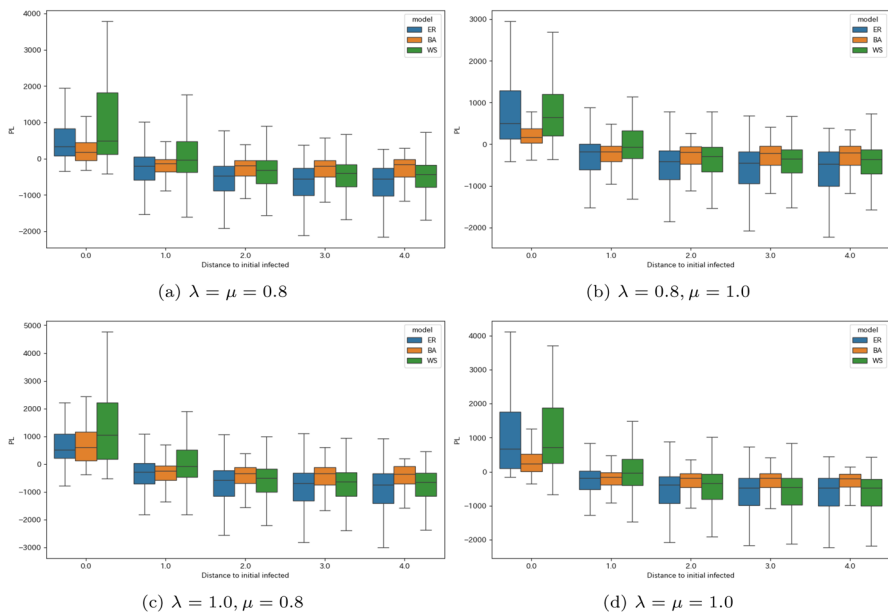 4000
3000
2000
1000
0
−1000
−2000
PL
model
ER
BA
WS
0.0 1.0 2.0 3.0 4.0
Distance to initial infected
(a) λ = μ = 0.8
3000
2000
1000
0
−1000
−2000
PL
model
ER
BA
WS
0.0 1.0 2.0 3.0 4.0
Distance to initial infected
(b) λ = 0.8, μ = 1.0
5000
4000
3000
2000
1000
0
−1000
−2000
−3000
PL
model
ER
BA
WS
0.0 1.0 2.0 3.0 4.0
Distance to initial infected
(c) λ = 1.0, μ = 0.8
4000
3000
2000
1000
0
−1000
−2000
PL
model
ER
BA
WS
0.0 1.0 2.0 3.0 4.0
Distance to initial infected
(d) λ = μ = 1.0